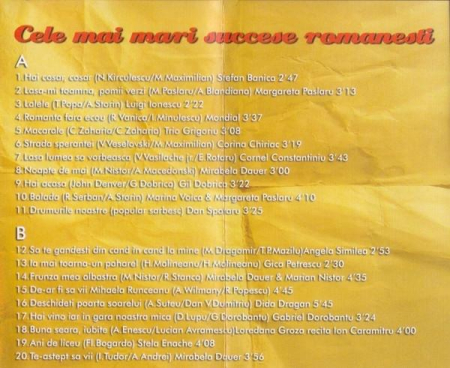 Cele mai mari succese romanesti
A
1 Hai casar, casar (N.Kirculescu/M.Maximilian) Stefan Banica 2'47
2 Lasa-mi toamna, pomii verzi (M.Paslaru/A.Blandiana) Margareta Paslaru 3'13
3 Lalele (T.Popa/A.Storin) Luigi Ionescu 2'22
4 Romanta fara ecou (R.Vanica/I.Minulescu) Mondial 3'37
5 Macarale (C.Zaharia/C.Zaharia) Trio Grigoriu 3'08
6 Strada sperantei (V.Veselovski/M.Maximilian) Corina Chiriac 3'19
7 Lasa lumea sa vorbeasca (V.Vasilache jr./E.Rotaru) Cornel Constantiniu 3'43
8 Noapte de mai (M.Nistor/A.Macedonski) Mirabela Dauer 3'00
9 Hai acasa (John Denver/G.Dobrica) Gil Dobrica 3'22
10 Balada (R.Serban/A.Storin) Marina Voica & Margareta Paslaru 4'10
11 Drumurile noastre (popular sarbesc) Dan Spataru 3'25
B
12 Sa te gandesti din cand in cand la mine (M.Dragomir/T.P.Mazilu)Angela Similea 2'53
13 Ia mai toarna-un paharel (H.Malineanu/H.Malineanu) Gica Petrescu 2'30
14 Frunza mea albastra (M.Nistor/R.Stanca) Mirabela Dauer & Marian Nistor 4'35
15 De-ar fi sa vii Mihaela Runceanu (A.Wilmany/R.Popescu) 4'45
16 Deschideti poarta soarelui (A.Suteu/Dan V.Dumitriu) Dida Dragan 5'45
17 Hai vino iar in gara noastra mica (D.Lupu/G.Dorobantu) Gabriel Dorobantu 3'24
18 Buna seara, iubite (A.Enescu/Lucian Avramescu)Loredana Groza recita Ion Caramitru 4'00
19 Ani de liceu (Fl.Bogardo) Stela Enache 4'08
20 Te-astept sa vii (I.Tudor/A.Andrei) Mirabela Dauer 3'56